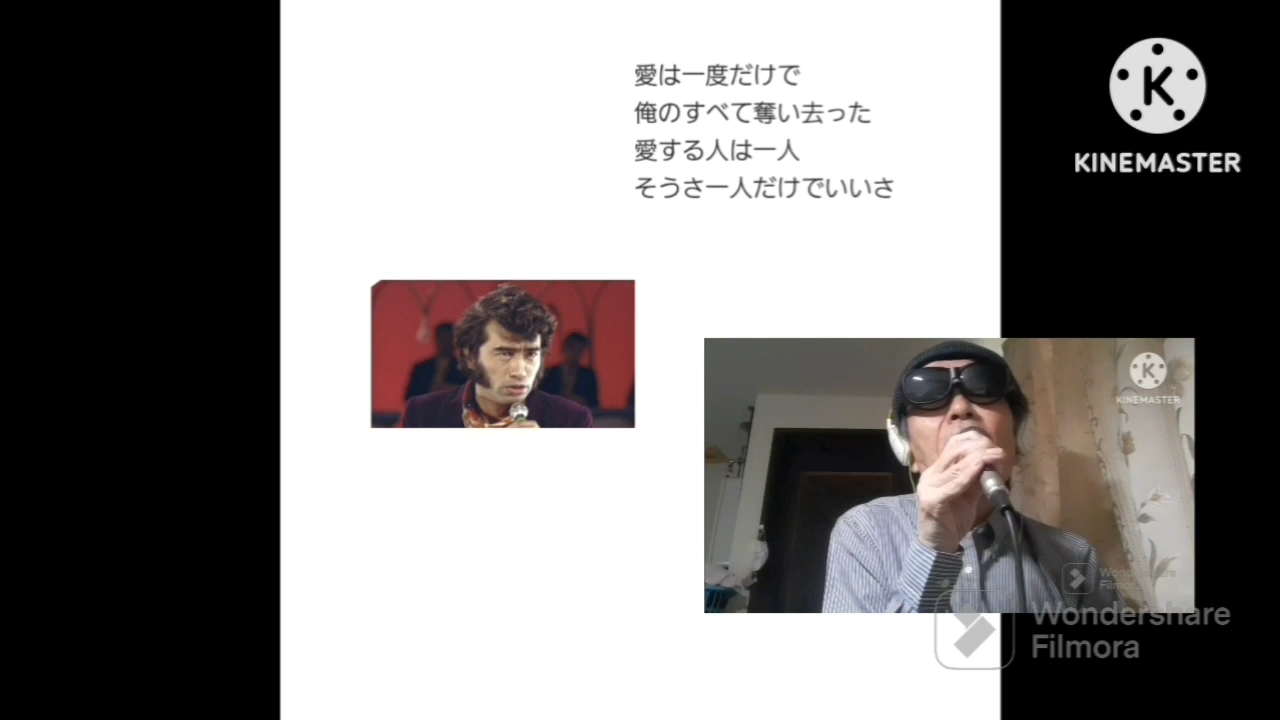 愛は一度だけで
俺のすべて奪い去った
愛する人は一人
そうさ一人だけでいいさ
KINEMASTER
KINEMASTER
Wondershare
Filmora
Wondershare
Filmora